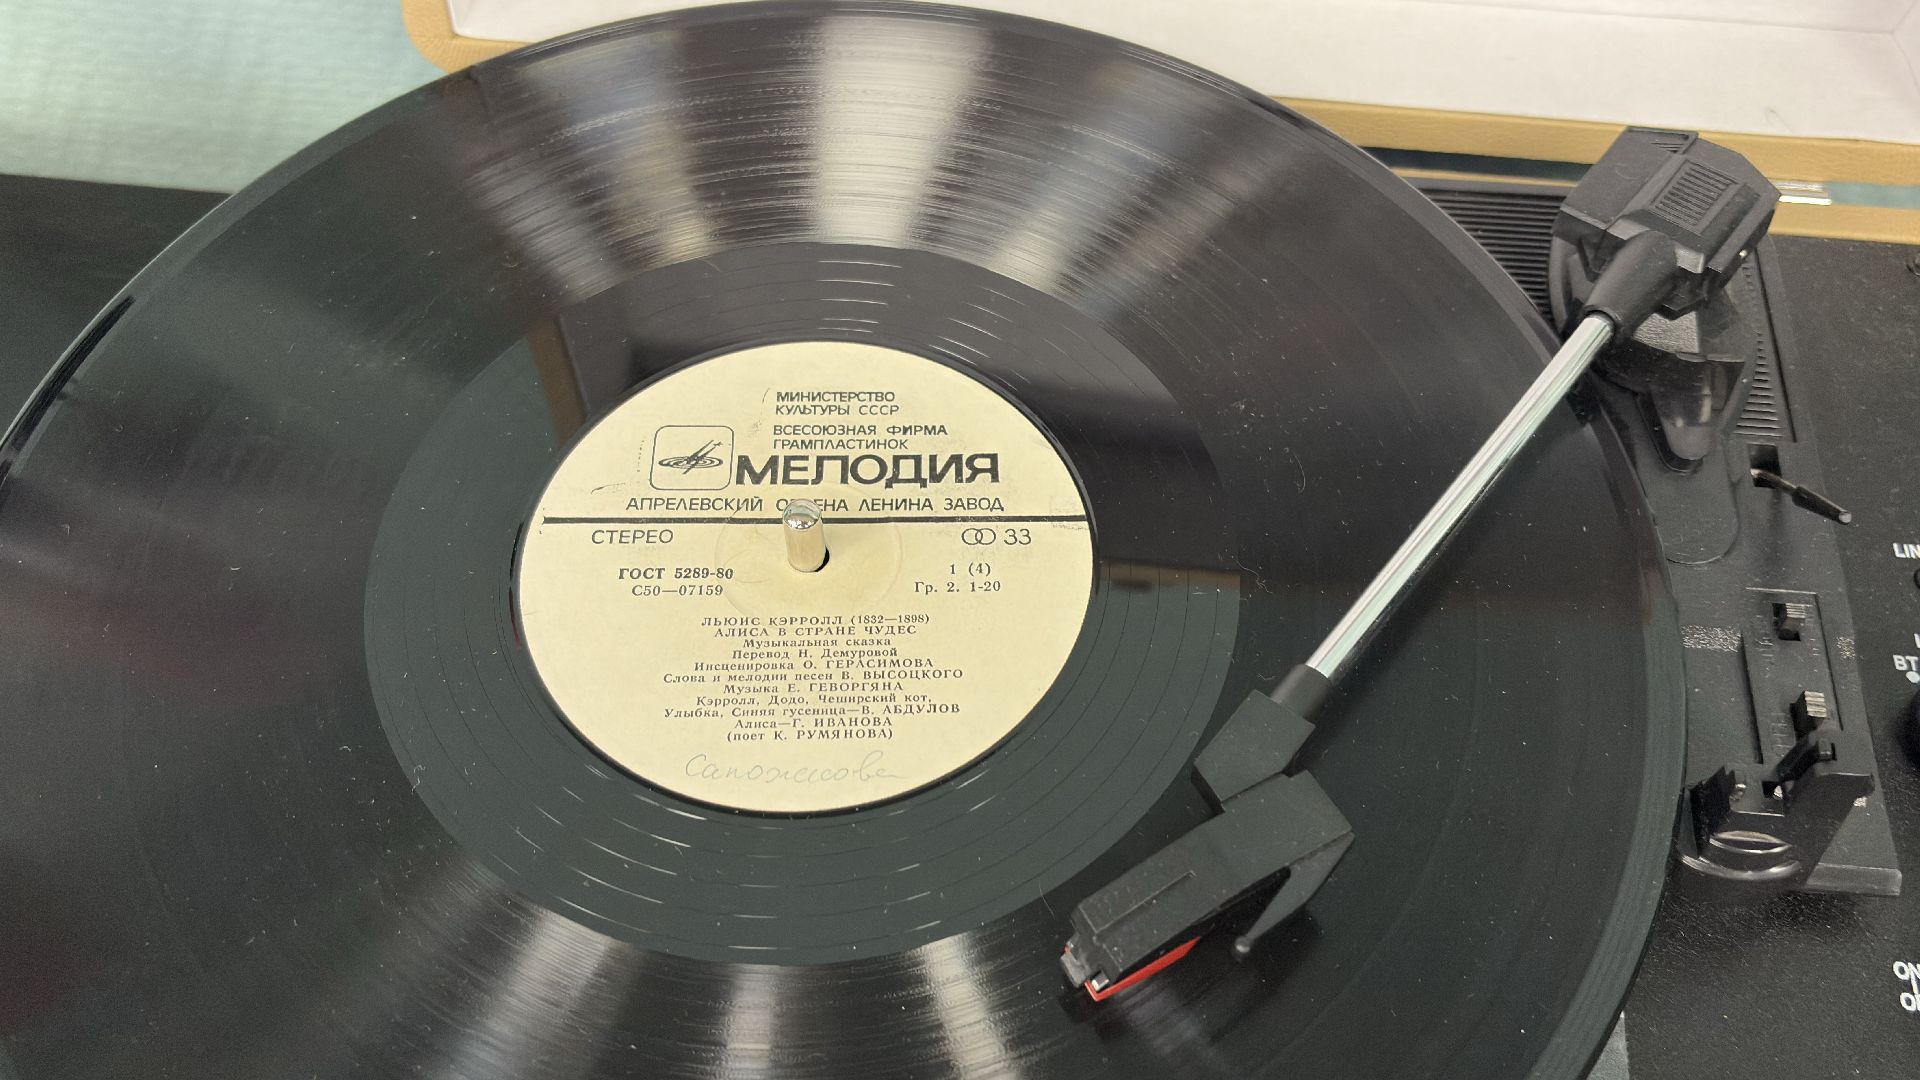 МИНИСТЕРСТВО
КУЛЬТУРЫ СССР
ВСЕСОЮЗНАЯ ФИРМА
ГРАМПЛАСТИНОК
МЕЛОДИЯ
АПРЕЛЕВСКИЙ ЛЕНИНА ЗАВОД
СТЕРЕО 33
ГОСТ 5289-80 1 (4)
С50—07159 Гр. 2. 1-20
ЛЬЮИС КЭРРОЛЛ (1832—1898)
АЛИСА В СТРАНЕ ЧУДЕС
Музыкальная сказка
Перевод Н. Демуровой
Инсценировка О. ГЕРАСИМОВА
Слова и мелодии песен В. ВЫСОЦКОГО
Музыка Е. ГЕВОРГЯНА
Кэрролл, Додо, Чеширский кот,
Улыбка, Синяя гусеница—В. АБДУЛОВ
Алиса—Г. ИВАНОВА
(поет К. РУМЯНОВА)
Сапожкова
BT